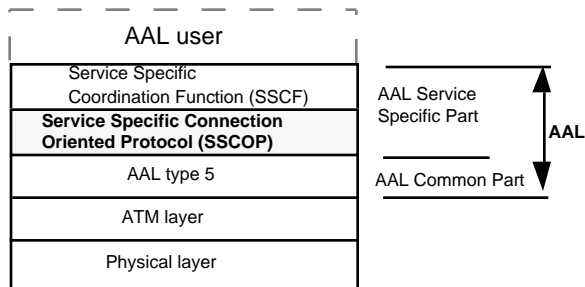 AAL user
Service Specific
Coordination Function (SSCF)
Service Specific Connection
Oriented Protocol (SSCOP)
AAL type 5
ATM layer
Physical layer
AAL Service
Specific Part
AAL Common Part
AAL